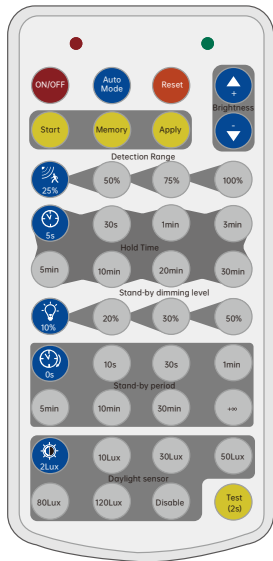 ON/OFF
Auto
Mode
Reset
+
Brightness
-
Start
Memory
Apply
Detection Range
25%
50%
75%
100%
5s
30s
1min
3min
Hold Time
5min
10min
20min
30min
Stand-by dimming level
10%
20%
30%
50%
0s
10s
30s
1min
Stand-by period
5min
10min
30min
+∞
2Lux
10Lux
30Lux
50Lux
Daylight sensor
80Lux
120Lux
Disable
Test
(2s)